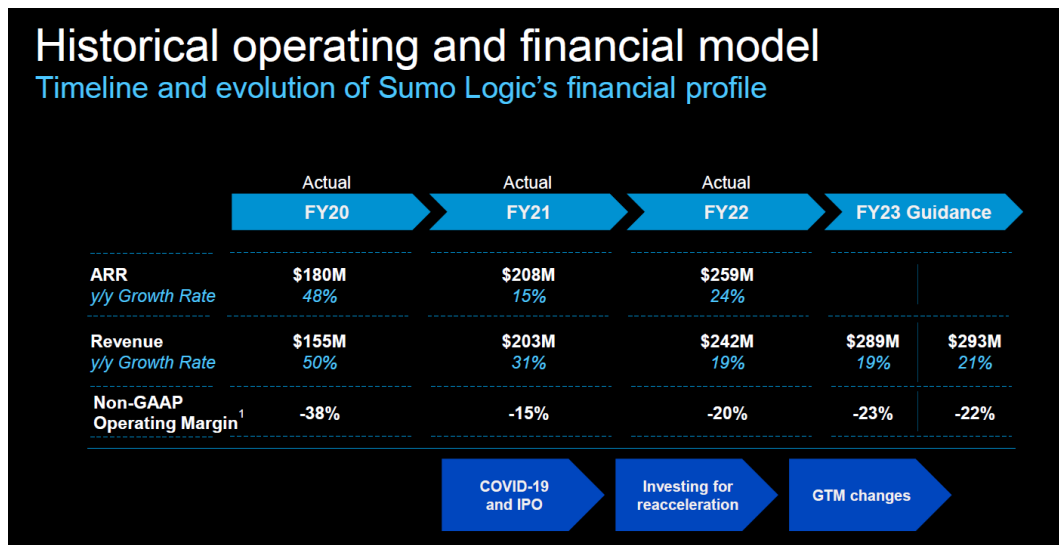 Historical operating and financial model
Timeline and evolution of Sumo Logic's financial profile
Actual Actual Actual
FY20 FY21 FY22 FY23 Guidance
ARR $180M $208M $259M
y/y Growth Rate 48% 15% 24%
Revenue $155M $203M $242M $289M $293M
y/y Growth Rate 50% 31% 19% 19% 21%
Non-GAAP
Operating Margin1 -38% -15% -20% -23% -22%
COVID-19
and IPO
Investing for
reacceleration
GTM changes